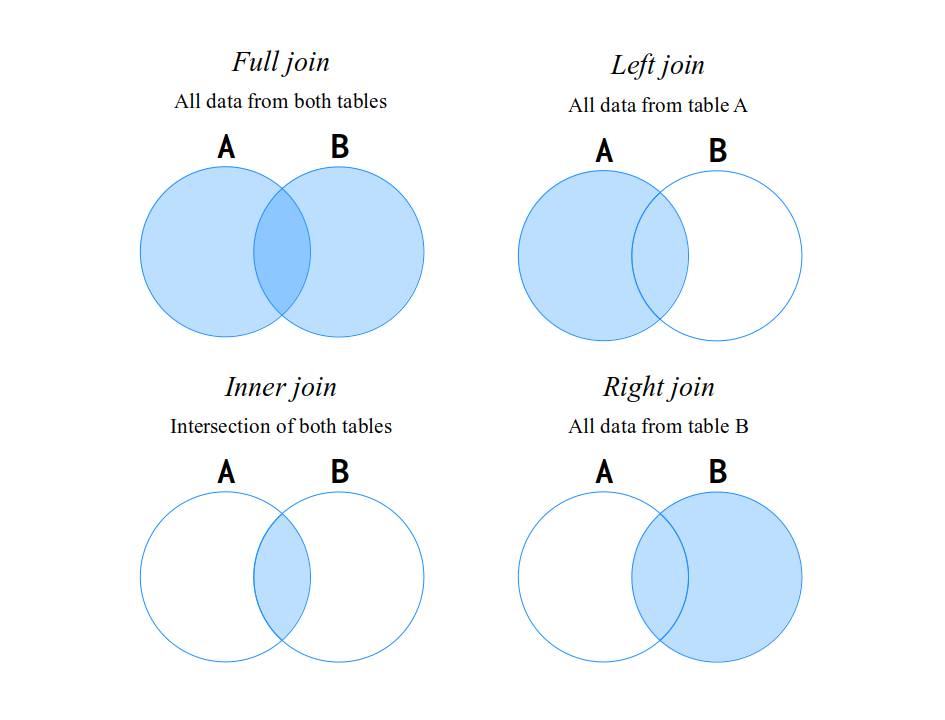 Full join
All data from both tables
A B
Left join
All data from table A
A B
Inner join
Intersection of both tables
A B
Right join
All data from table B
A B